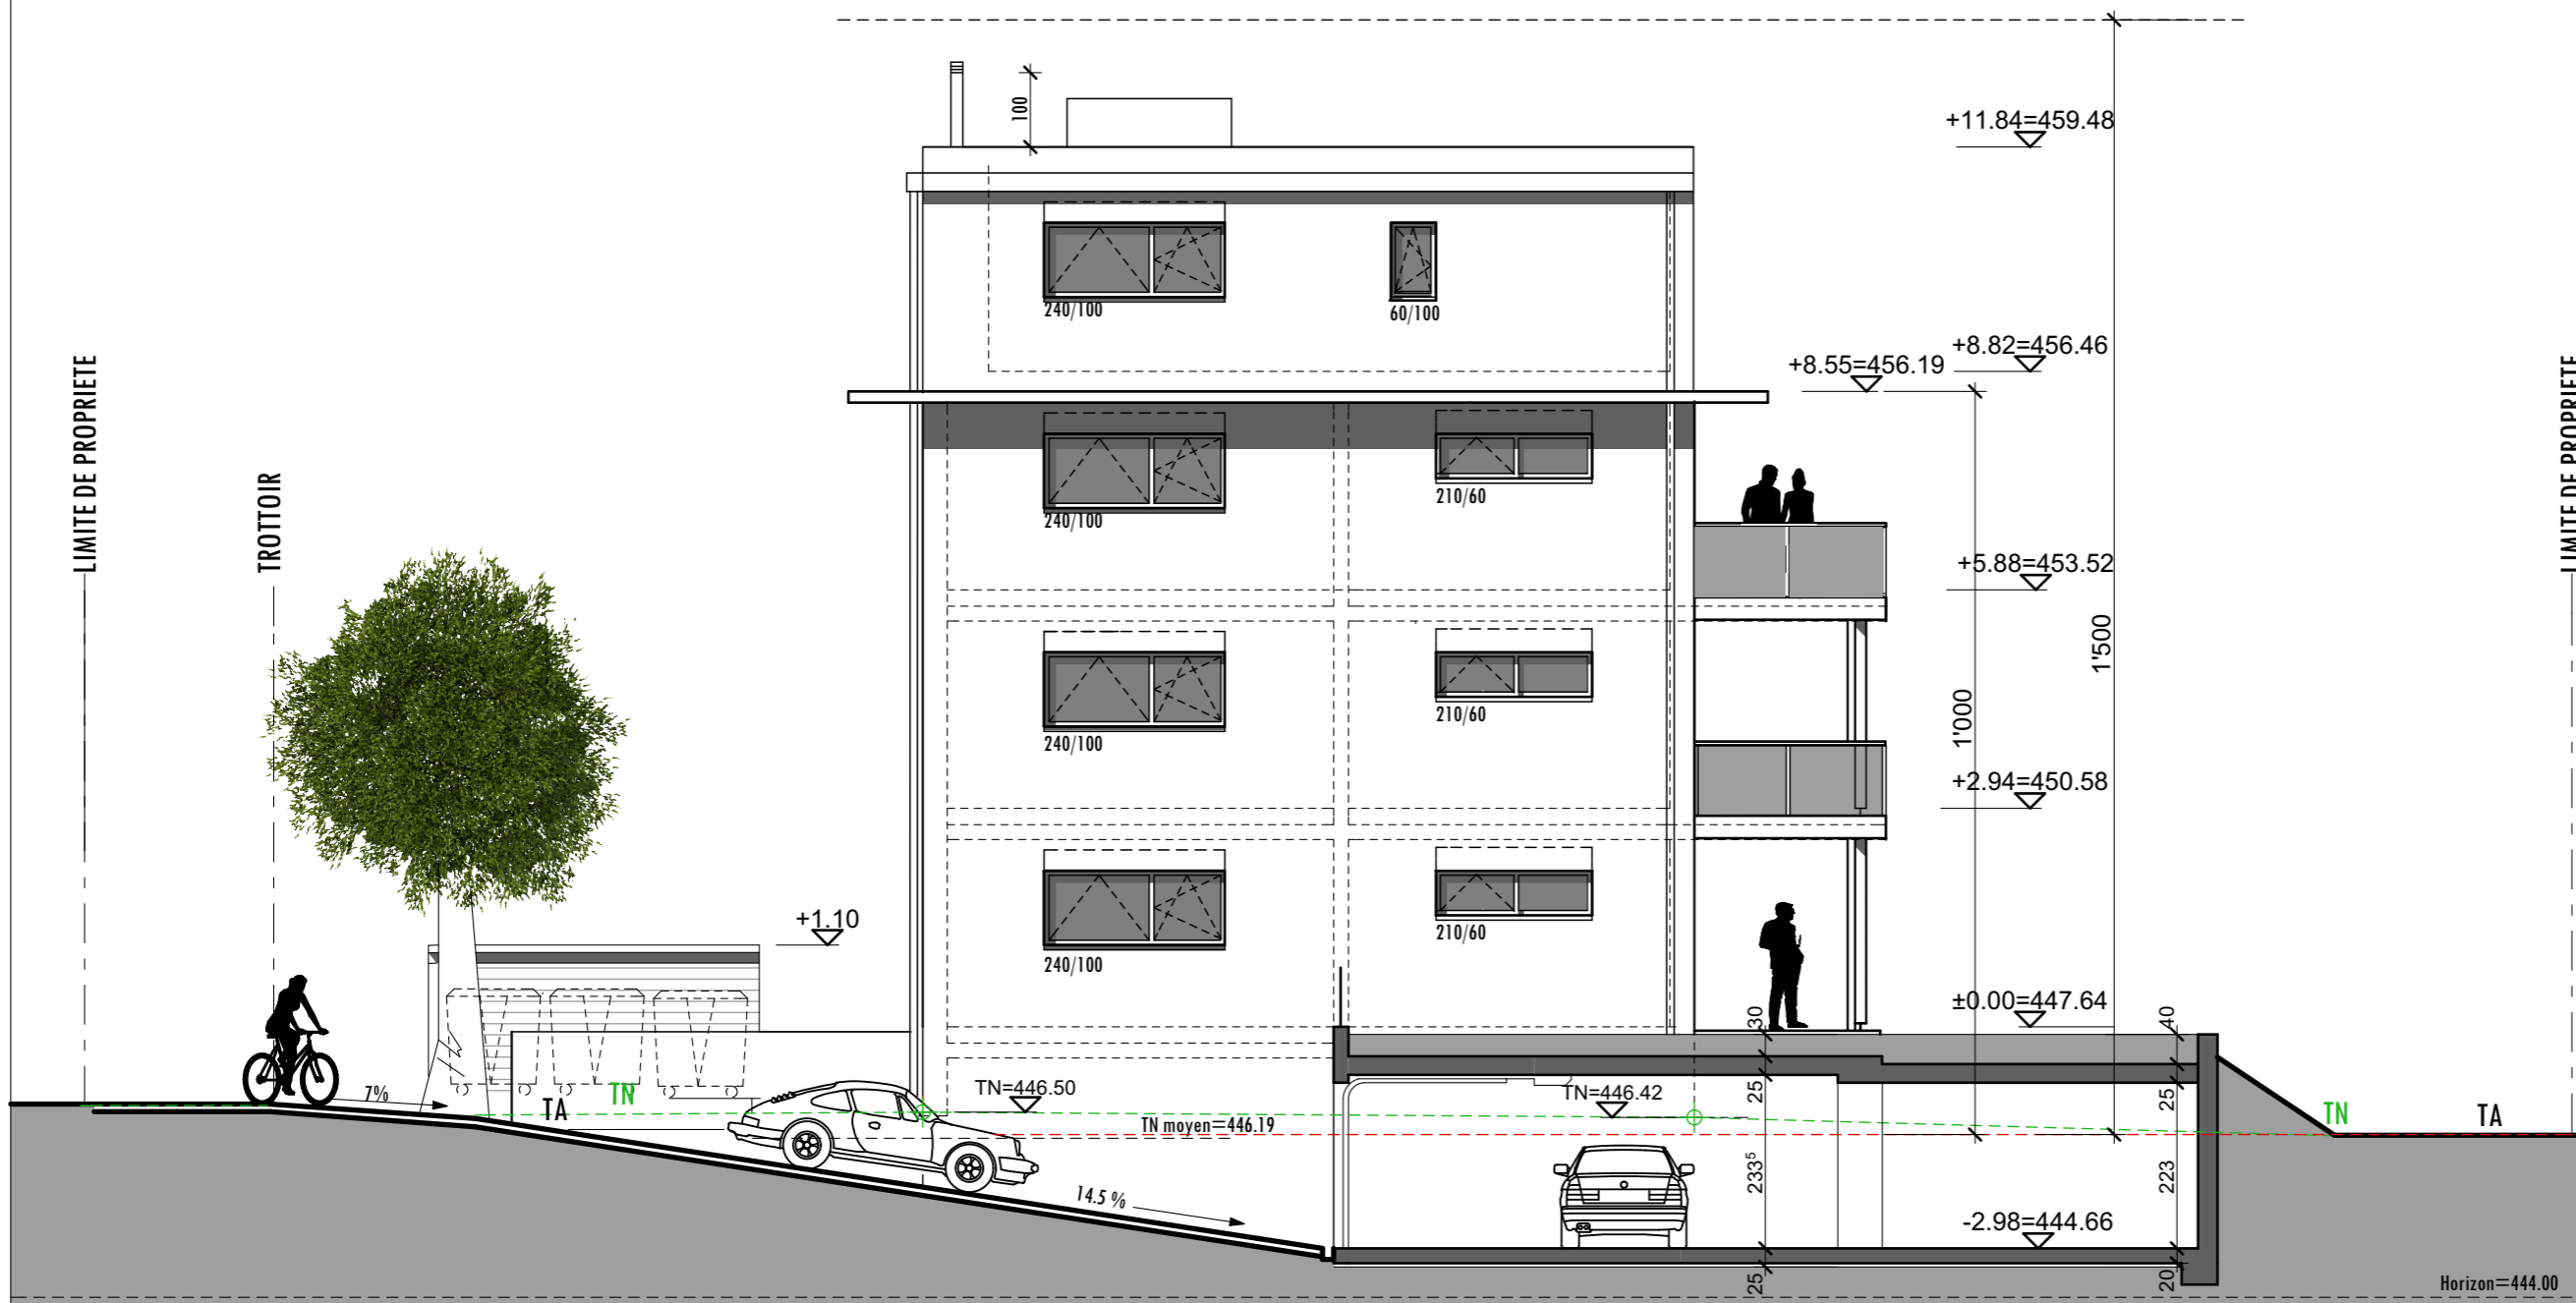 100
+11.84=459.48
240/100
60/100
+8.82=456.46
+8.55=456.19
LIMITE DE PROPRIETE
LIMITE DE PROPRIETE
TROTTOIR
240/100
210/60
+5.88=453.52
1'500
1'000
240/100
210/60
+2.94=450.58
+1.10
240/100
210/60
±0.00=447.64
30
40
7%
TA
TN
TN=446.50
TN moyen=446.19
TN=446.42
25
25
TN
TA
14.5 %
233⁵
223
-2.98=444.66
25
20
Horizon=444.00